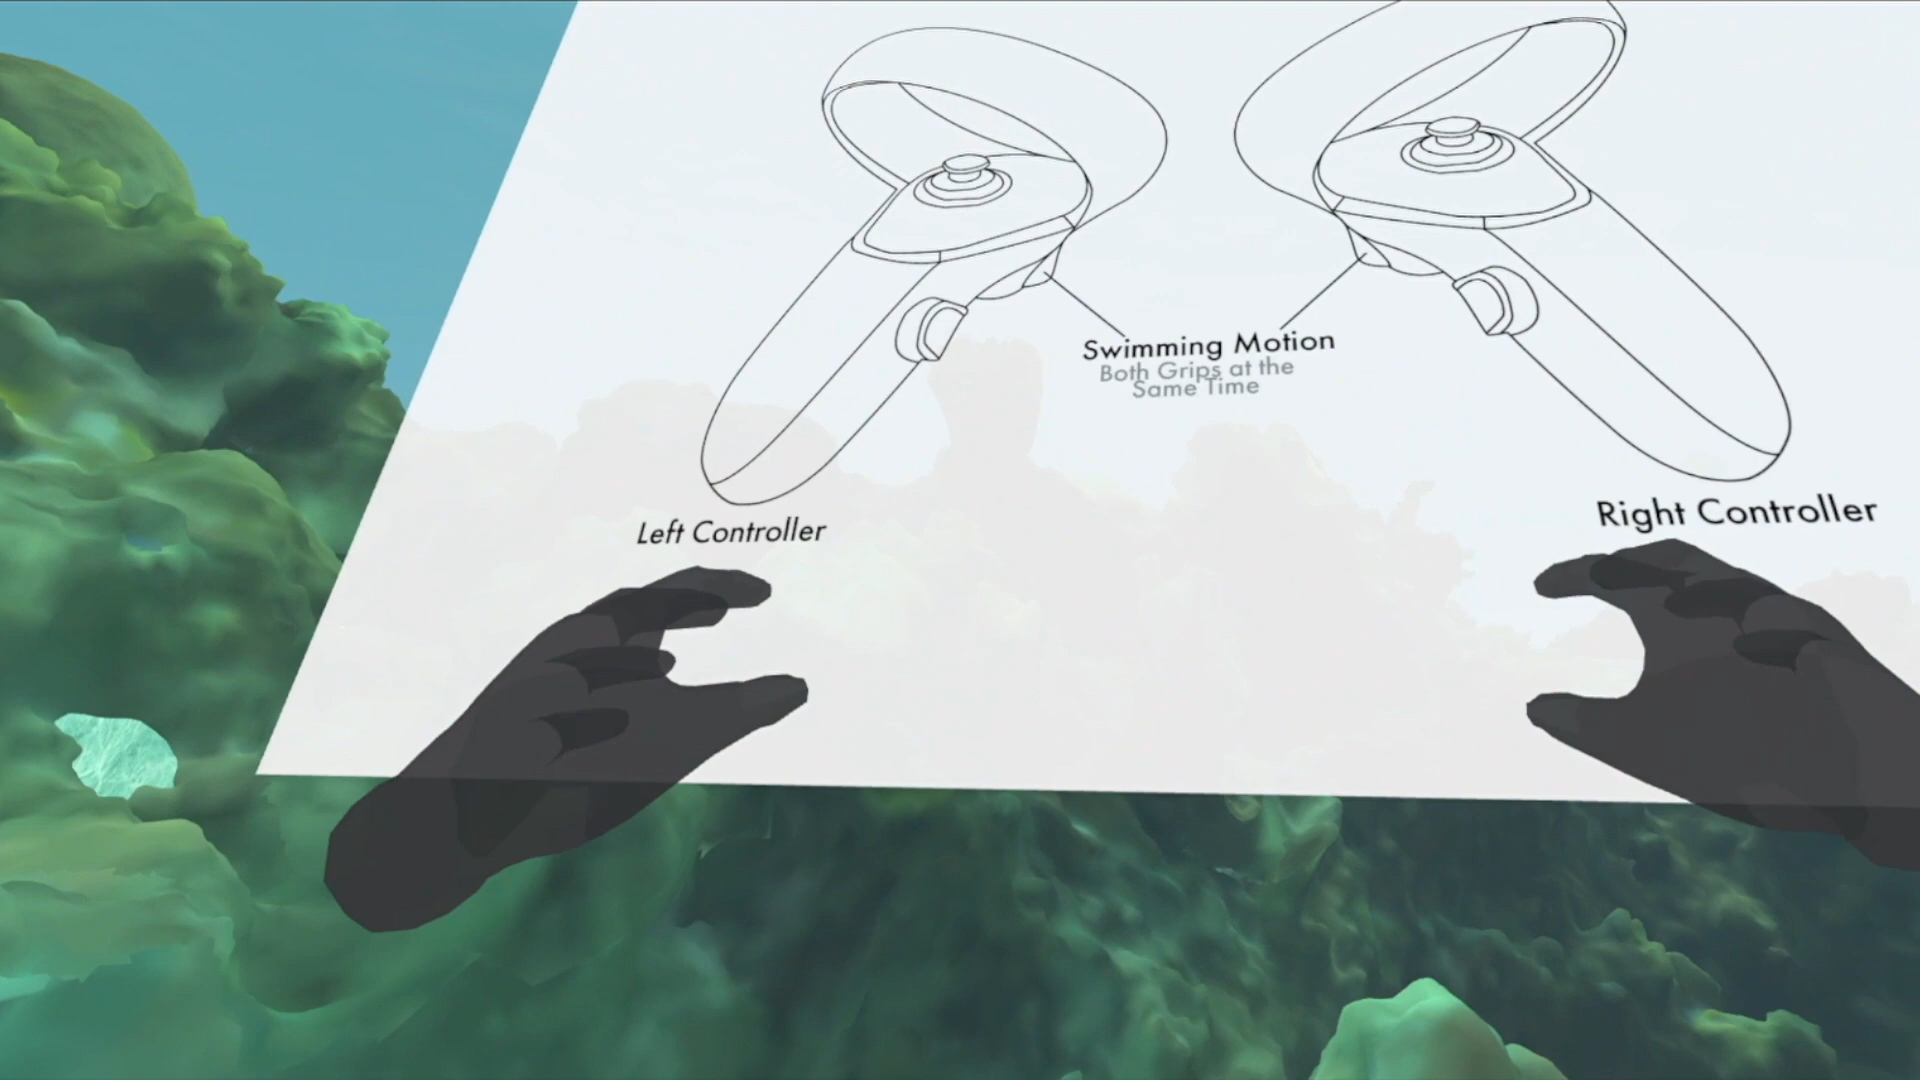 Swimming Motion
Both Grips at the
Same Time
Left Controller
Right Controller